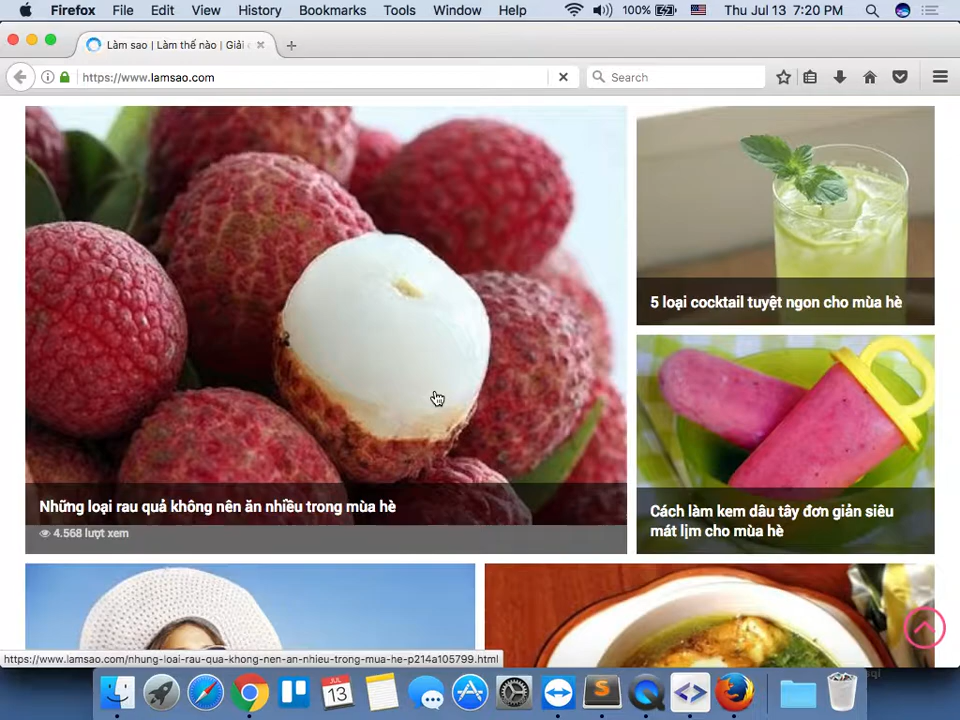 Firefox File Edit View History Bookmarks Tools Window Help 100% Thu Jul 13 7:20 PM
Làm sao | Làm thế nào | Giải
https://www.lamsao.com
Search
5 loại cocktail tuyệt ngon cho mùa hè
Những loại rau quả không nên ăn nhiều trong mùa hè
4.568 lượt xem
Cách làm kem dâu tây đơn giản siêu
mát lịm cho mùa hè
https://www.lamsao.com/nhung-loai-rau-qua-khong-nen-an-nhieu-trong-mua-he-p214a105799.html
JUL
13